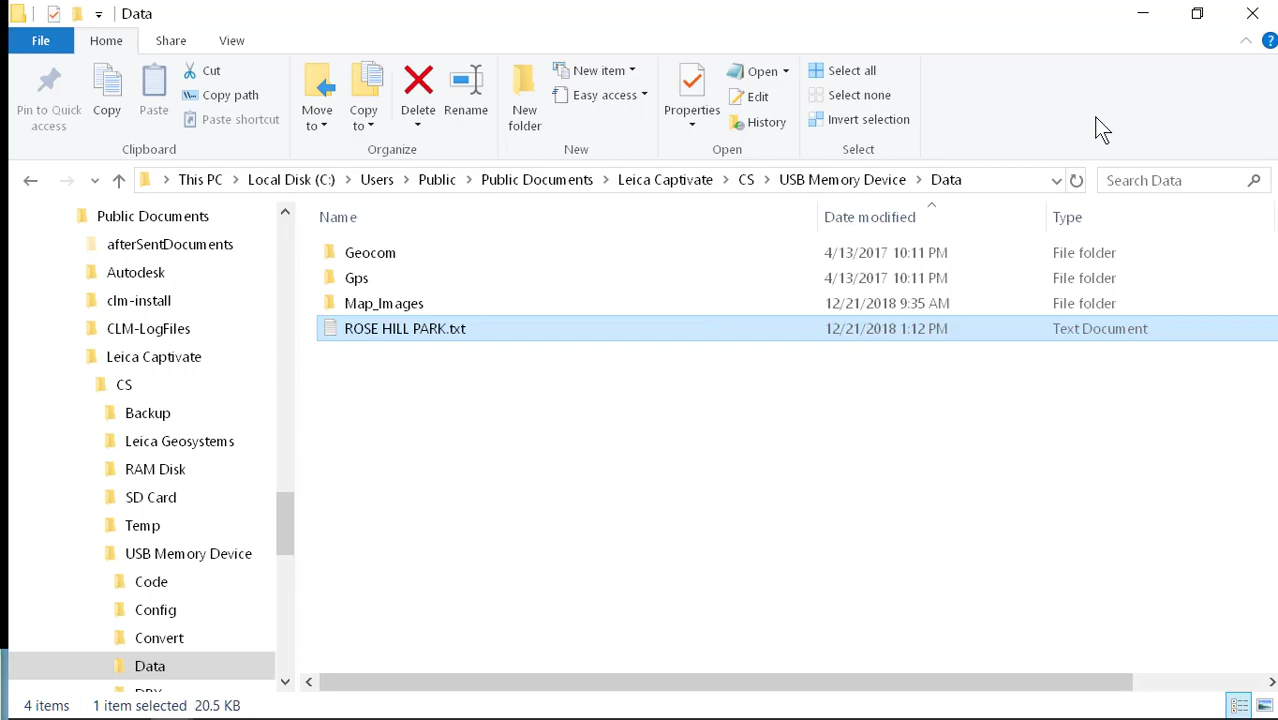 Data
File Home Share View
Pin to Quick access
Copy
Paste
Cut
Copy path
Paste shortcut
Clipboard
Move to
Copy to
Delete
Rename
Organize
New folder
New item
Easy access
New
Properties
Open
Edit
History
Open
Select all
Select none
Invert selection
Select
This PC Local Disk (C:) Users Public Public Documents Leica Captivate CS USB Memory Device Data
Search Data
Public Documents
afterSentDocuments
Autodesk
clm-install
CLM-LogFiles
Leica Captivate
CS
Backup
Leica Geosystems
RAM Disk
SD Card
Temp
USB Memory Device
Code
Config
Convert
Data
Name Date modified Type
Geocom 4/13/2017 10:11 PM File folder
Gps 4/13/2017 10:11 PM File folder
Map_Images 12/21/2018 9:35 AM File folder
ROSE HILL PARK.txt 12/21/2018 1:12 PM Text Document
4 items 1 item selected 20.5 KB